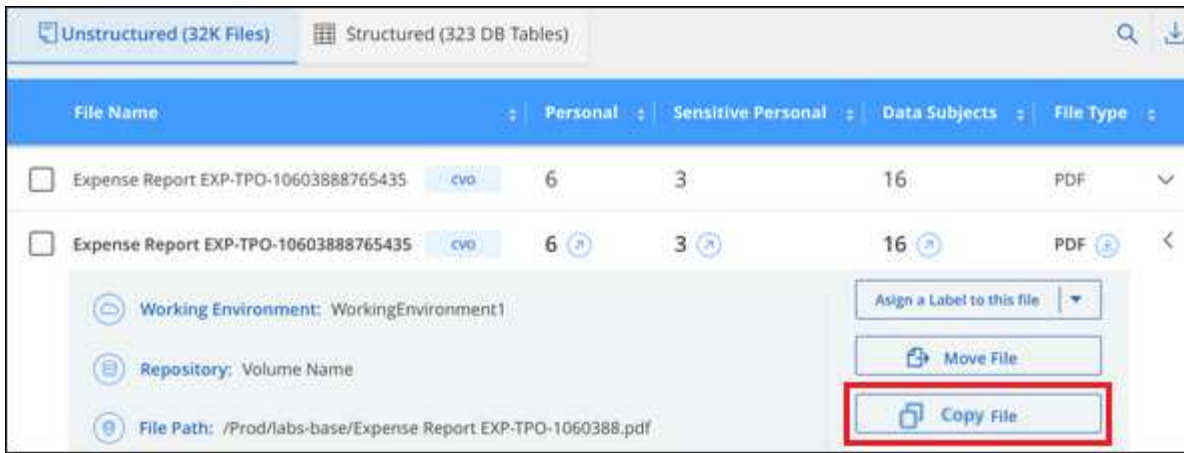 Unstructured (32K Files) Structured (323 DB Tables)
File Name Personal Sensitive Personal Data Subjects File Type
Expense Report EXP-TPO-10603888765435 CVO 6 3 16 PDF
Expense Report EXP-TPO-10603888765435 CVO 6 3 16 PDF
Working Environment: WorkingEnvironment1 Asign a Label to this file
Move File
Repository: Volume Name
Copy File
File Path: /Prod/labs-base/Expense Report EXP-TPO-1060388.pdf